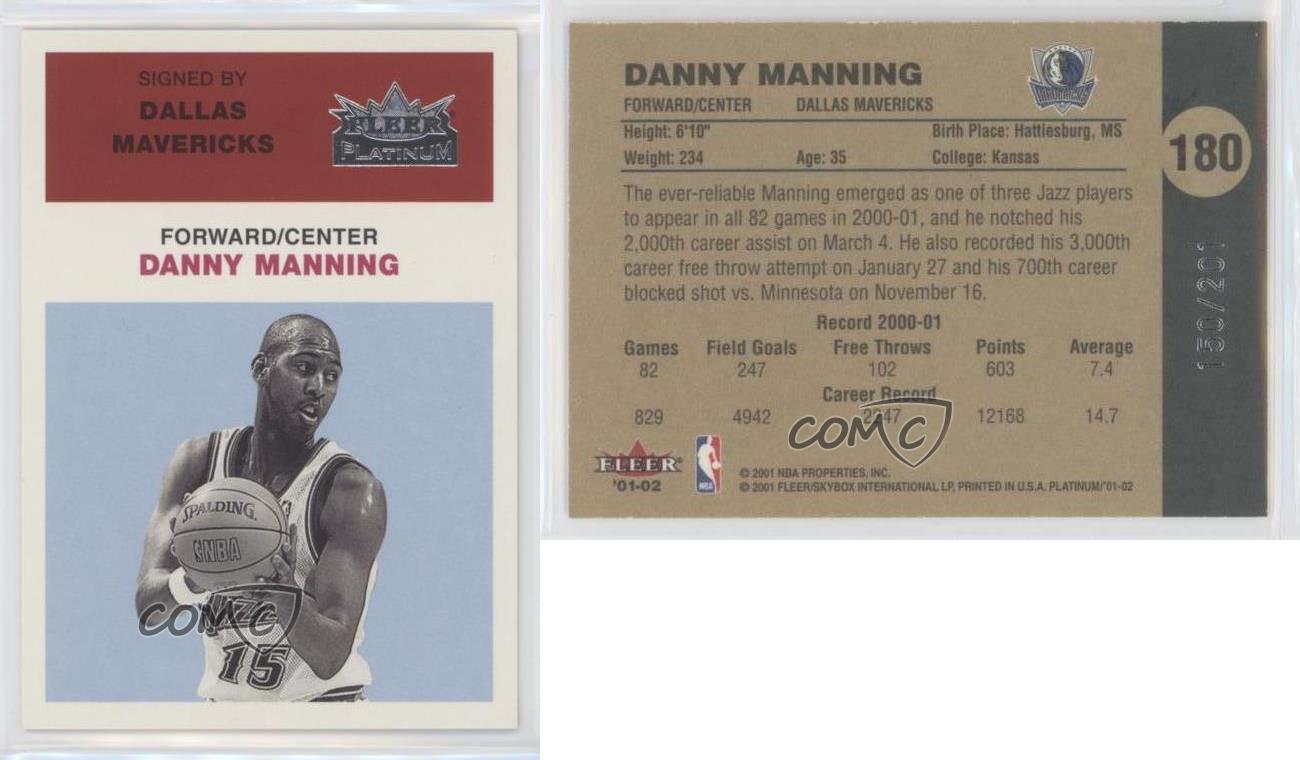 SIGNED BY
DALLAS
MAVERICKS
FLEER
PLATINUM
FORWARD/CENTER
DANNY MANNING
SPALDING
NBA
15
COMC
DANNY MANNING
FORWARD/CENTER DALLAS MAVERICKS
MAVERICKS
Height: 6'10" Birth Place: Hattiesburg, MS
Weight: 234 Age: 35 College: Kansas
180
The ever-reliable Manning emerged as one of three Jazz players
to appear in all 82 games in 2000-01, and he notched his
2,000th career assist on March 4. He also recorded his 3,000th
career free throw attempt on January 27 and his 700th career
blocked shot vs. Minnesota on November 16.
150/201
Record 2000-01
Games Field Goals Free Throws Points Average
82 247 102 603 7.4
Career Record
829 4942 2247 12168 14.7
COMC
FLEER
'01-02
NBA
© 2001 NBA PROPERTIES, INC.
© 2001 FLEER/SKYBOX INTERNATIONAL LP, PRINTED IN U.S.A. PLATINUM/'01-02